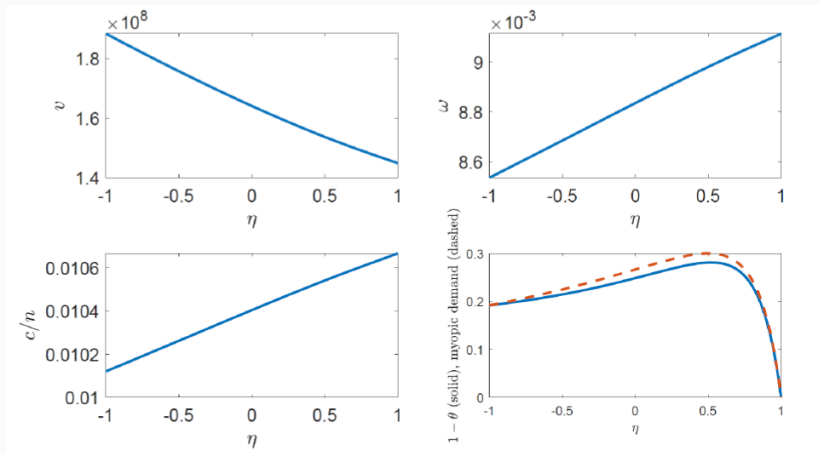 ×10⁸
1.8
1.6
1.4
v
-1 -0.5 0 0.5 1
η
×10⁻³
9
8.8
8.6
ω
-1 -0.5 0 0.5 1
η
0.0106
0.0104
0.0102
0.01
c/n
-1 -0.5 0 0.5 1
η
1 − θ (solid), myopic demand (dashed)
0.3
0.2
0.1
0
-1 -0.5 0 0.5 1
η